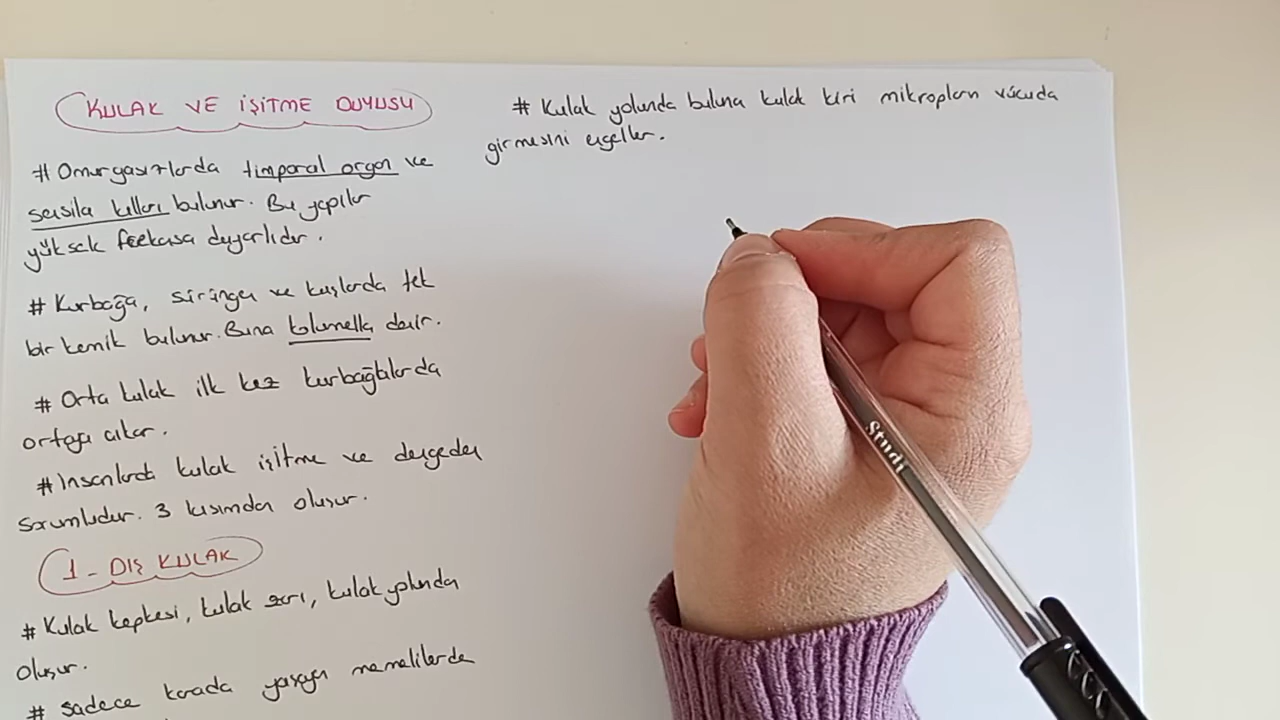 KULAK VE İŞİTME DUYUSU
# Omurgasızlarda timporal organ ve
sensila kılları bulunur. Bu yapılar
yüksek frekansa duyarlıdır.
# Kurbağa, sürüngen ve kuşlarda tek
bir kemik bulunur. Buna kolumella denir.
# Orta kulak ilk kez kurbağalarda
ortaya çıkar.
# İnsanlarda kulak işitme ve dengeden
sorumludur. 3 kısımdan oluşur.
1- DIŞ KULAK
# Kulak kepçesi, kulak zarı, kulak yolundan
oluşur.
# Sadece karada yaşayan memelilerde
# Kulak yolunda buluna kulak kiri mikropların vücuda
girmesini engeller.
Studi